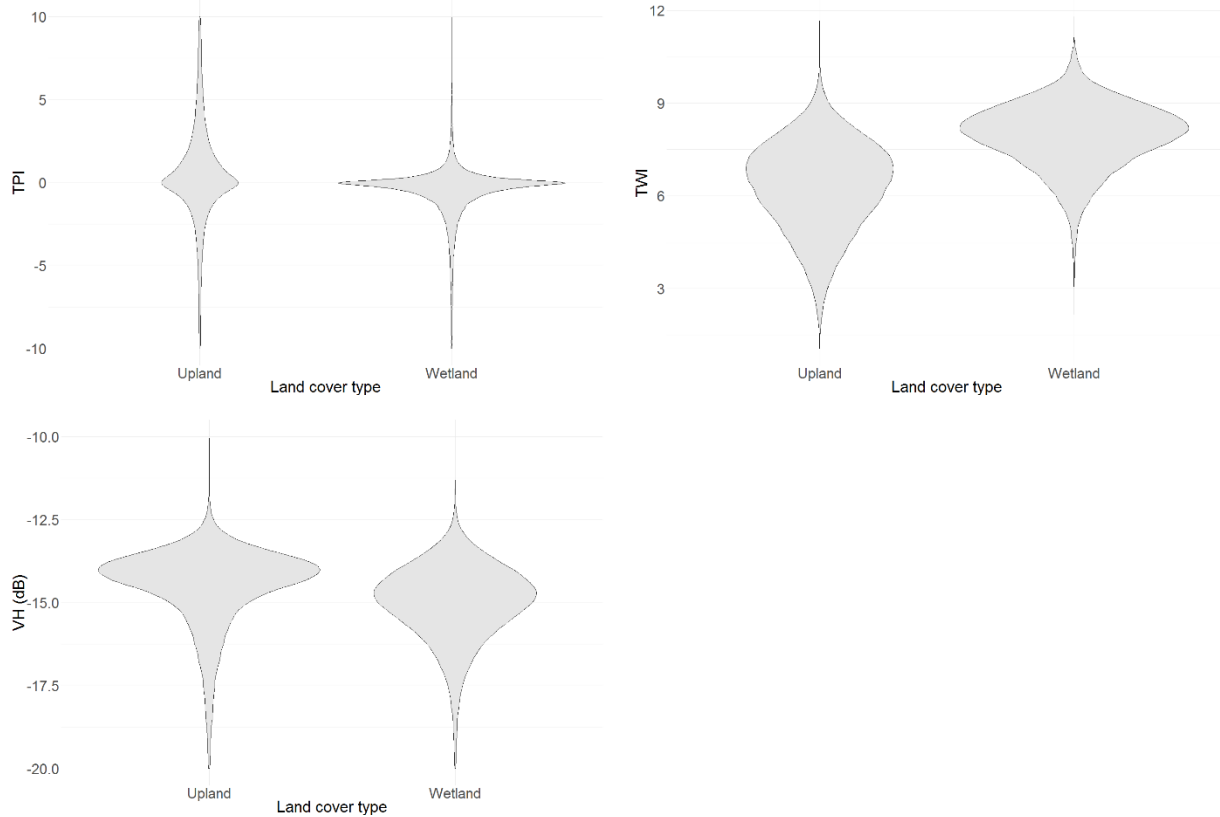 10
5
TPI
0
-5
-10
Upland
Wetland
Land cover type
12
9
TWI
6
3
Upland
Wetland
Land cover type
-10.0
-12.5
VH (dB)
-15.0
-17.5
-20.0
Upland
Wetland
Land cover type